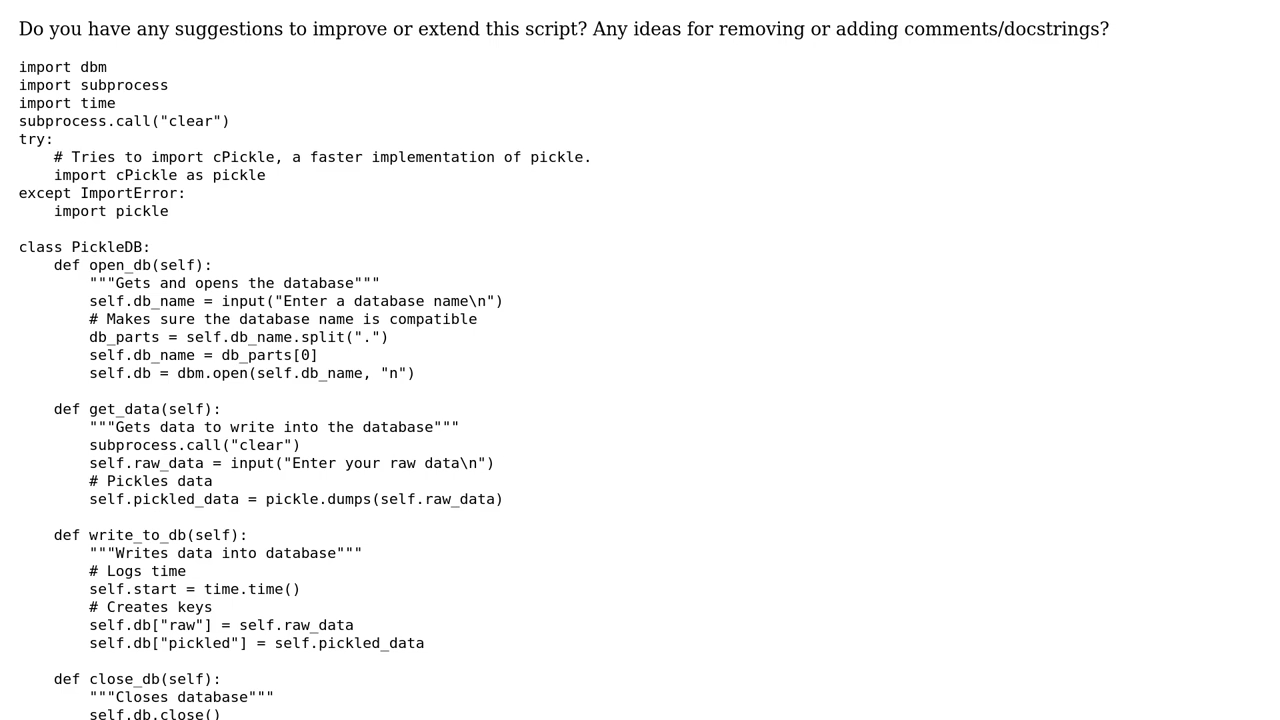 Do you have any suggestions to improve or extend this script? Any ideas for removing or adding comments/docstrings?
import dbm
import subprocess
import time
subprocess.call("clear")
try:
    # Tries to import cPickle, a faster implementation of pickle.
    import cPickle as pickle
except ImportError:
    import pickle

class PickleDB:
    def open_db(self):
        """Gets and opens the database"""
        self.db_name = input("Enter a database name\n")
        # Makes sure the database name is compatible
        db_parts = self.db_name.split(".")
        self.db_name = db_parts[0]
        self.db = dbm.open(self.db_name, "n")

    def get_data(self):
        """Gets data to write into the database"""
        subprocess.call("clear")
        self.raw_data = input("Enter your raw data\n")
        # Pickles data
        self.pickled_data = pickle.dumps(self.raw_data)

    def write_to_db(self):
        """Writes data into database"""
        # Logs time
        self.start = time.time()
        # Creates keys
        self.db["raw"] = self.raw_data
        self.db["pickled"] = self.pickled_data

    def close_db(self):
        """Closes database"""
        self.db.close()